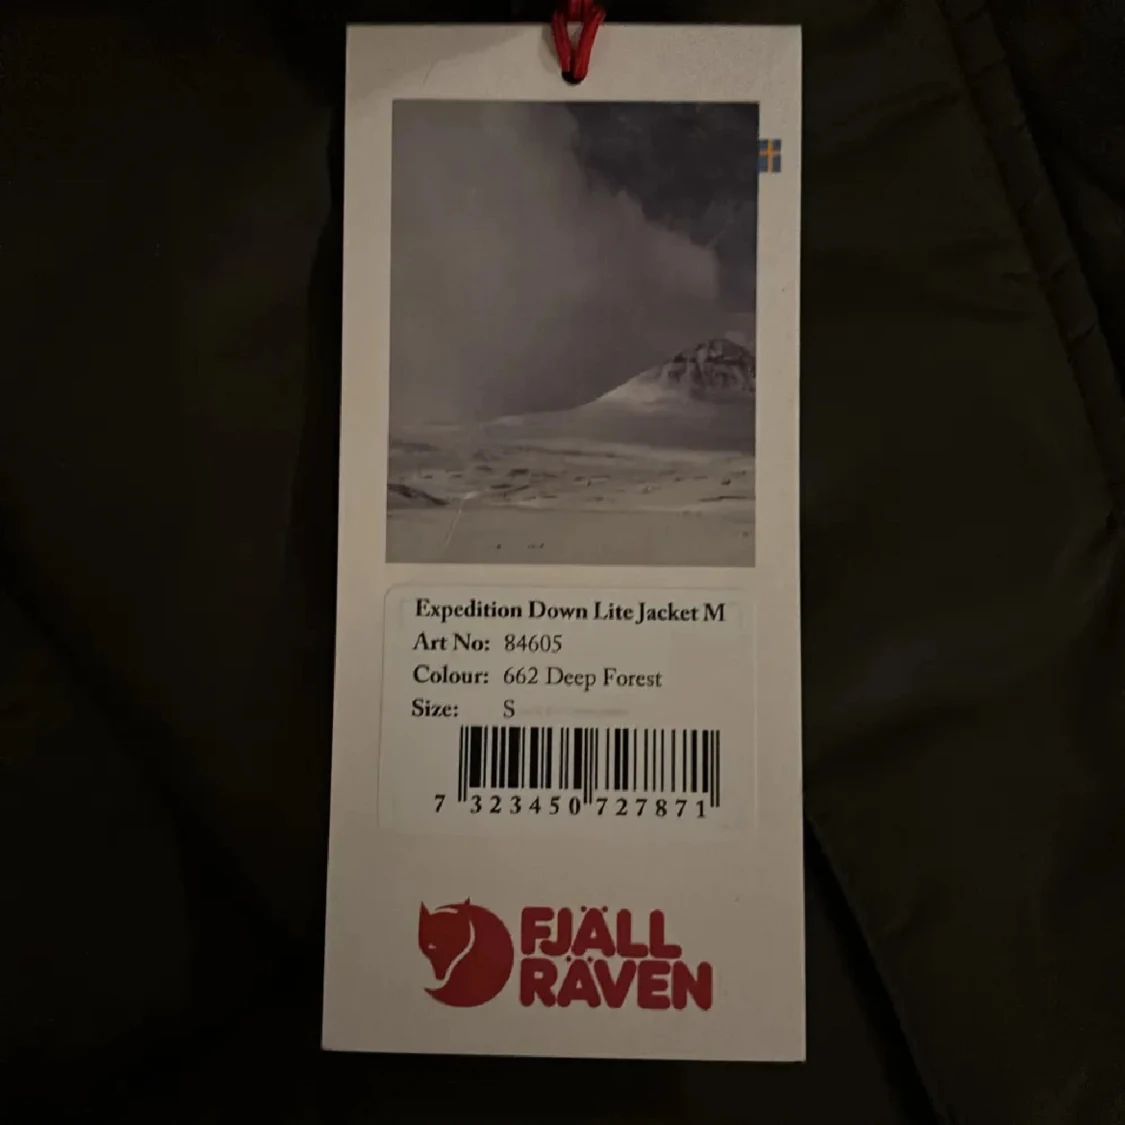 Expedition Down Lite Jacket M
Art No: 84605
Colour: 662 Deep Forest
Size: S
7 323450 727871
FJÄLL
RÄVEN